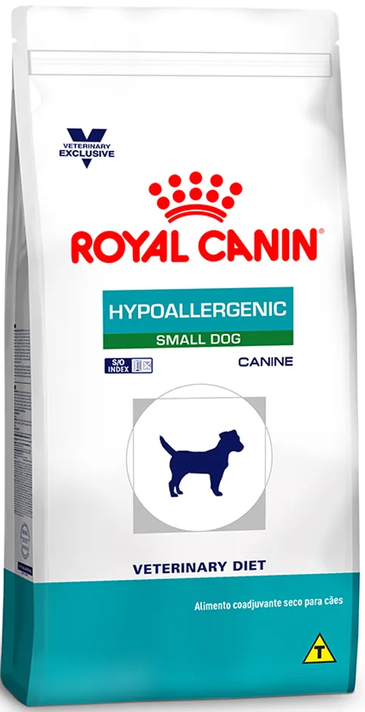 VETERINARY
EXCLUSIVE
ROYAL CANIN®
HYPOALLERGENIC
SMALL DOG
S/O
INDEX
CANINE
VETERINARY DIET
Alimento coadjuvante seco para cães
T